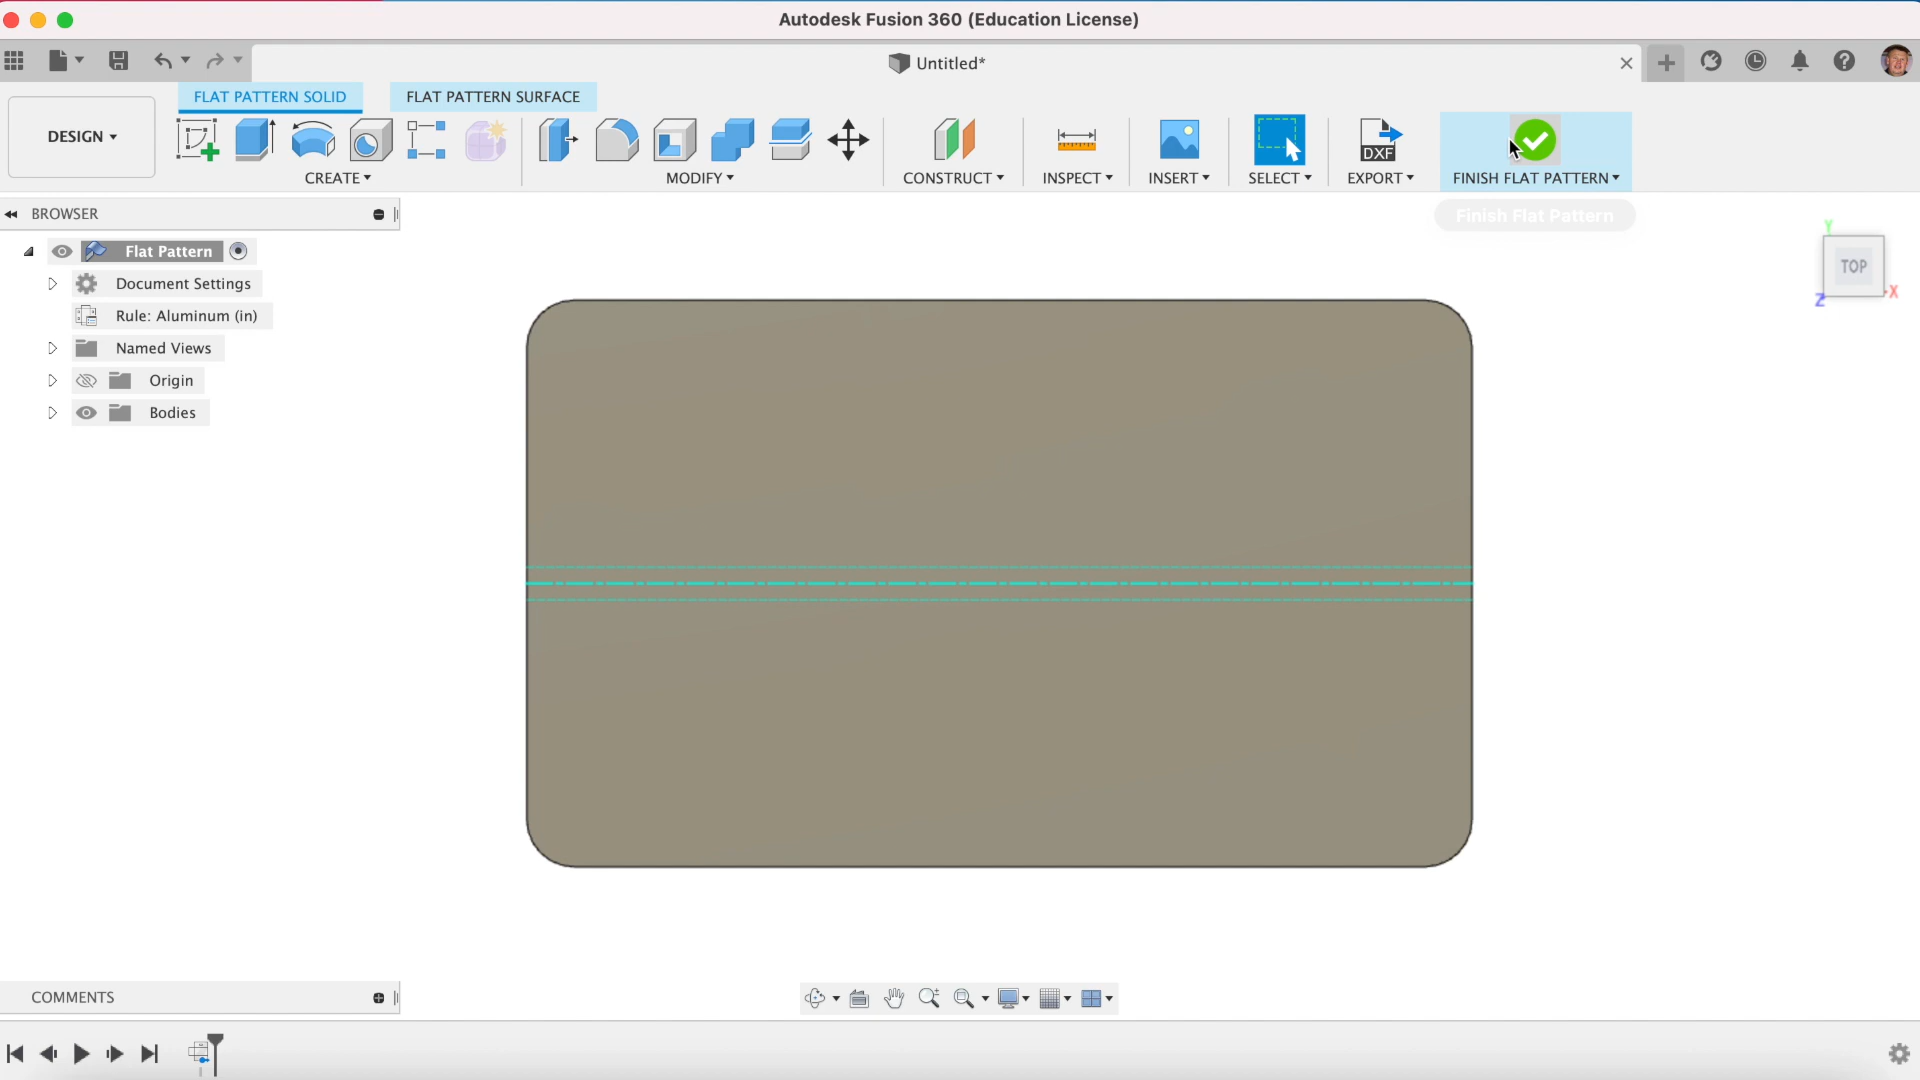 Autodesk Fusion 360 (Education License)
Untitled*
FLAT PATTERN SOLID
FLAT PATTERN SURFACE
DESIGN
CREATE
MODIFY
CONSTRUCT
INSPECT
INSERT
SELECT
DXF
EXPORT
FINISH FLAT PATTERN
Finish Flat Pattern
BROWSER
Flat Pattern
Document Settings
Rule: Aluminum (in)
Named Views
Origin
Bodies
Y
TOP
Z
X
COMMENTS